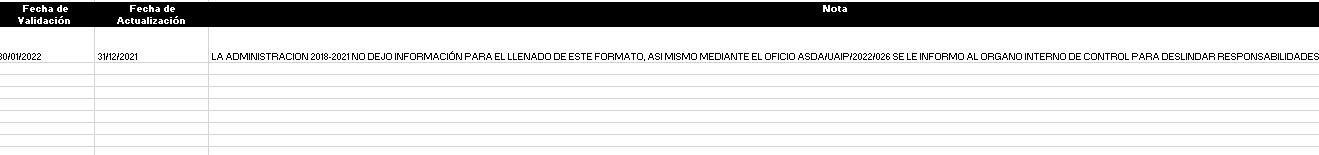 Fecha de Validación Fecha de Actualización Nota
30/01/2022 31/12/2021 LA ADMINISTRACION 2018-2021 NO DEJO INFORMACIÓN PARA EL LLENADO DE ESTE FORMATO, ASI MISMO MEDIANTE EL OFICIO ASDA/UAIP/2022/026 SE LE INFORMO AL ORGANO INTERNO DE CONTROL PARA DESLINDAR RESPONSABILIDADES